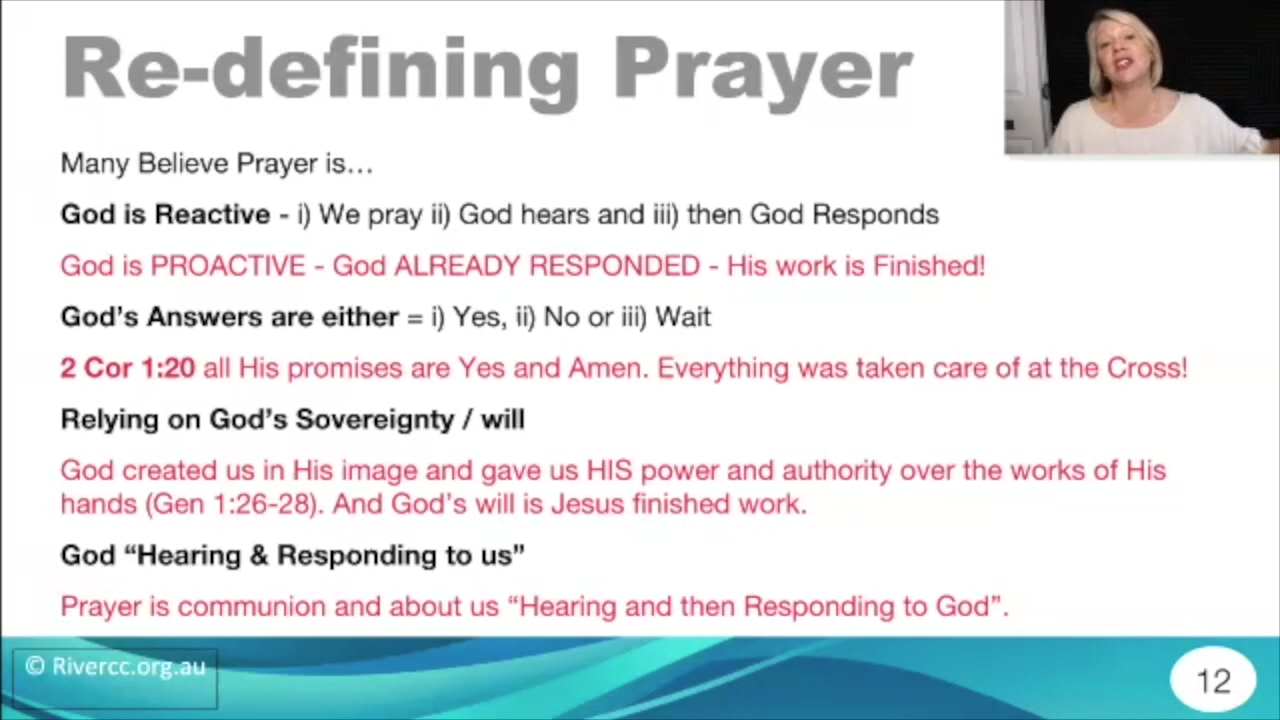 Re-defining Prayer
Many Believe Prayer is…
God is Reactive - i) We pray ii) God hears and iii) then God Responds
God is PROACTIVE - God ALREADY RESPONDED - His work is Finished!
God’s Answers are either = i) Yes, ii) No or iii) Wait
2 Cor 1:20 all His promises are Yes and Amen. Everything was taken care of at the Cross!
Relying on God’s Sovereignty / will
God created us in His image and gave us HIS power and authority over the works of His
hands (Gen 1:26-28). And God’s will is Jesus finished work.
God “Hearing & Responding to us”
Prayer is communion and about us “Hearing and then Responding to God”.
© Rivercc.org.au
12